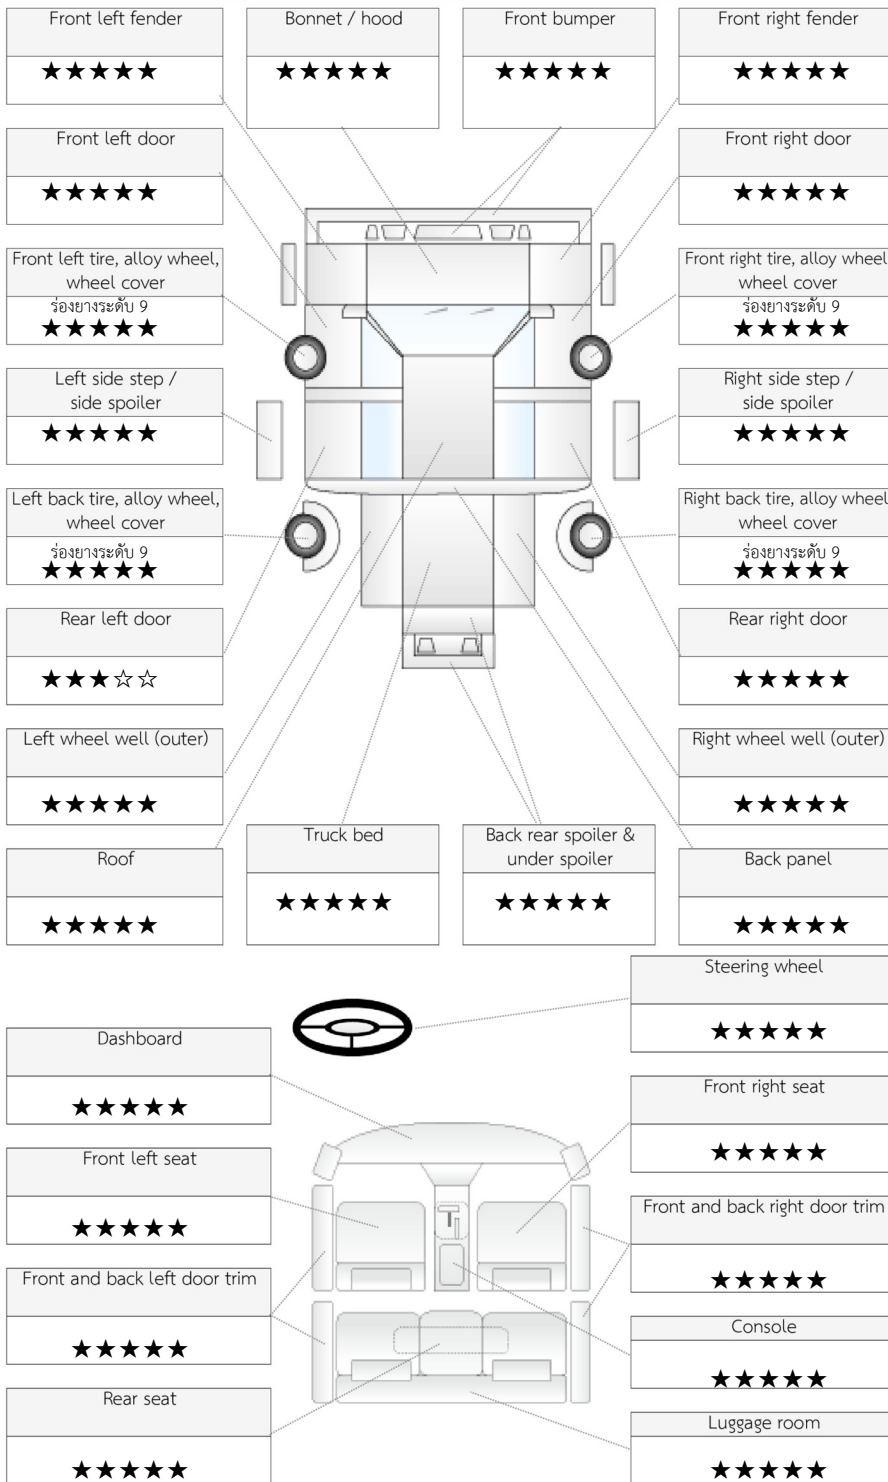 Front left fender
★★★★★
Bonnet / hood
★★★★★
Front bumper
★★★★★
Front right fender
★★★★★
Front left door
★★★★★
Front right door
★★★★★
Front left tire, alloy wheel,
wheel cover
ร่องยางระดับ 9
★★★★★
Front right tire, alloy wheel
wheel cover
ร่องยางระดับ 9
★★★★★
Left side step /
side spoiler
★★★★★
Right side step /
side spoiler
★★★★★
Left back tire, alloy wheel,
wheel cover
ร่องยางระดับ 9
★★★★★
Right back tire, alloy wheel
wheel cover
ร่องยางระดับ 9
★★★★★
Rear left door
★★★☆☆
Rear right door
★★★★★
Left wheel well (outer)
★★★★★
Right wheel well (outer)
★★★★★
Roof
★★★★★
Truck bed
★★★★★
Back rear spoiler &
under spoiler
★★★★★
Back panel
★★★★★
Steering wheel
★★★★★
Dashboard
★★★★★
Front right seat
★★★★★
Front left seat
★★★★★
Front and back right door trim
★★★★★
Front and back left door trim
★★★★★
Console
★★★★★
Rear seat
★★★★★
Luggage room
★★★★★